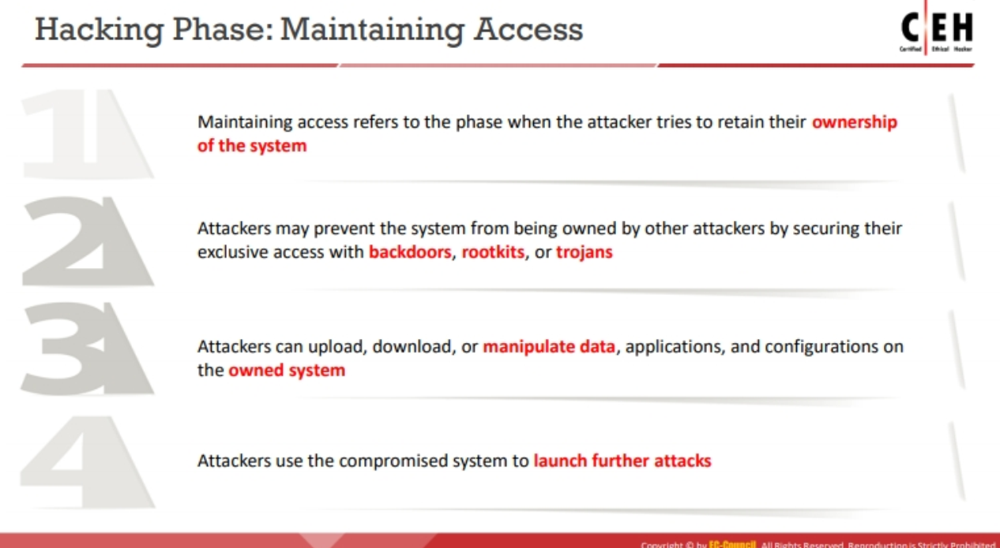 Hacking Phase: Maintaining Access
C EH
Certified Ethical Hacker
1
Maintaining access refers to the phase when the attacker tries to retain their ownership
of the system
2
Attackers may prevent the system from being owned by other attackers by securing their
exclusive access with backdoors, rootkits, or trojans
3
Attackers can upload, download, or manipulate data, applications, and configurations on
the owned system
4
Attackers use the compromised system to launch further attacks
Copyright © by EC-Council. All Rights Reserved. Reproduction is Strictly Prohibited.